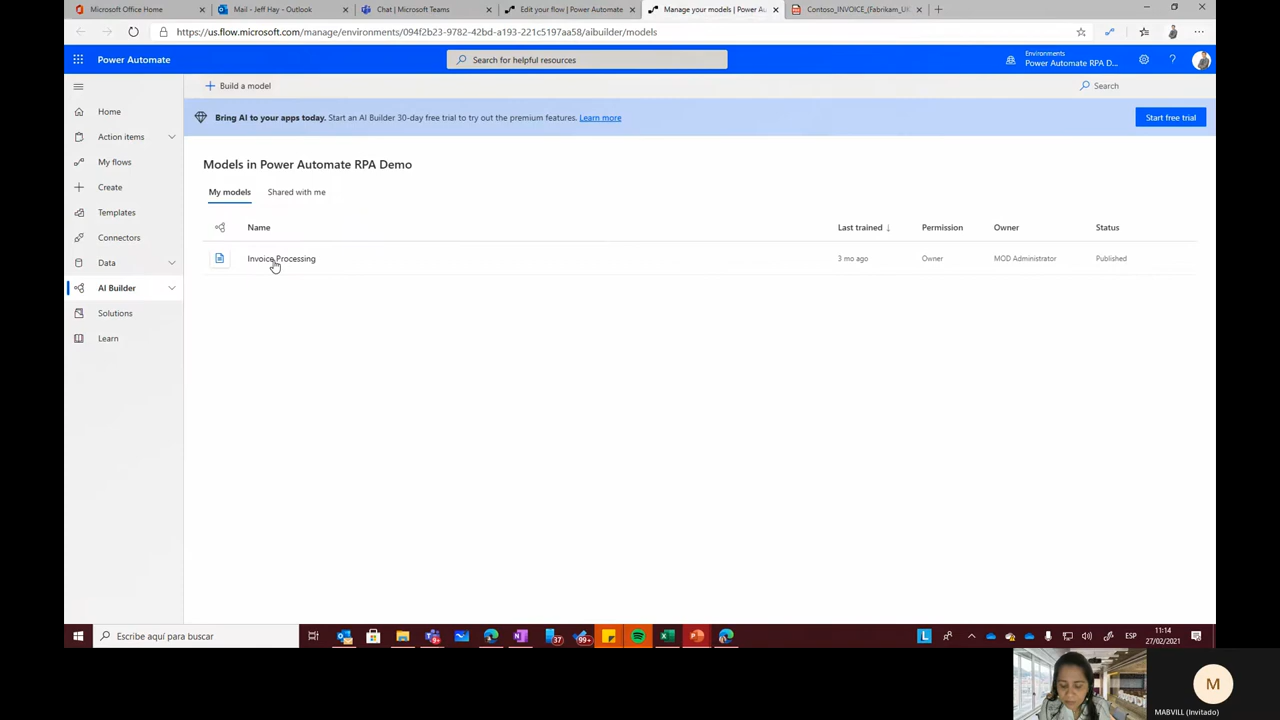 Microsoft Office Home
Mail - Jeff Hay - Outlook
Chat | Microsoft Teams
Edit your flow | Power Automate
Manage your models | Power Au
Contoso_INVOICE_(Fabrikam_U
https://us.flow.microsoft.com/manage/environments/094f2b23-9782-42bd-a193-221c5197aa58/aibuilder/models
Power Automate
Search for helpful resources
Environments
Power Automate RPA D...
Build a model
Search
Bring AI to your apps today. Start an AI Builder 30-day free trial to try out the premium features. Learn more
Start free trial
Home
Action items
My flows
Create
Templates
Connectors
Data
AI Builder
Solutions
Learn
Models in Power Automate RPA Demo
My models
Shared with me
Name
Last trained ↓
Permission
Owner
Status
Invoice Processing
3 mo ago
Owner
MOD Administrator
Published
Escribe aquí para buscar
37
99+
L
ESP
11:14
27/02/2021
M
MABVILL (Invitado)